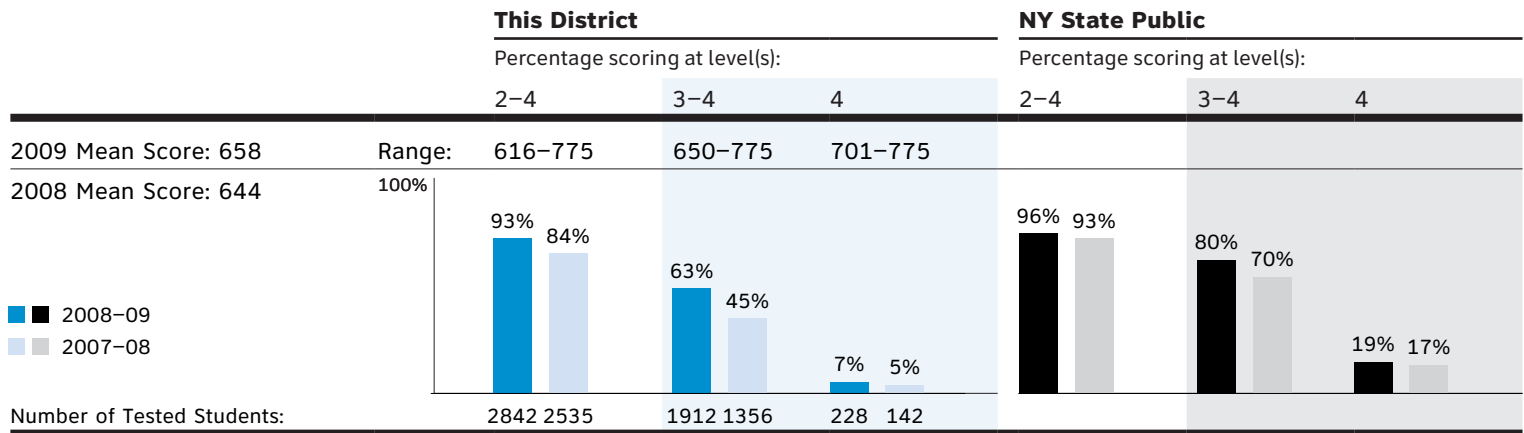 This District NY State Public
Percentage scoring at level(s): Percentage scoring at level(s):
2–4 3–4 4 2–4 3–4 4
2009 Mean Score: 658 Range: 616–775 650–775 701–775
2008 Mean Score: 644 100%
93% 84% 63% 45% 7% 5% 96% 93% 80% 70% 19% 17%
2008–09
2007–08
Number of Tested Students: 2842 2535 1912 1356 228 142